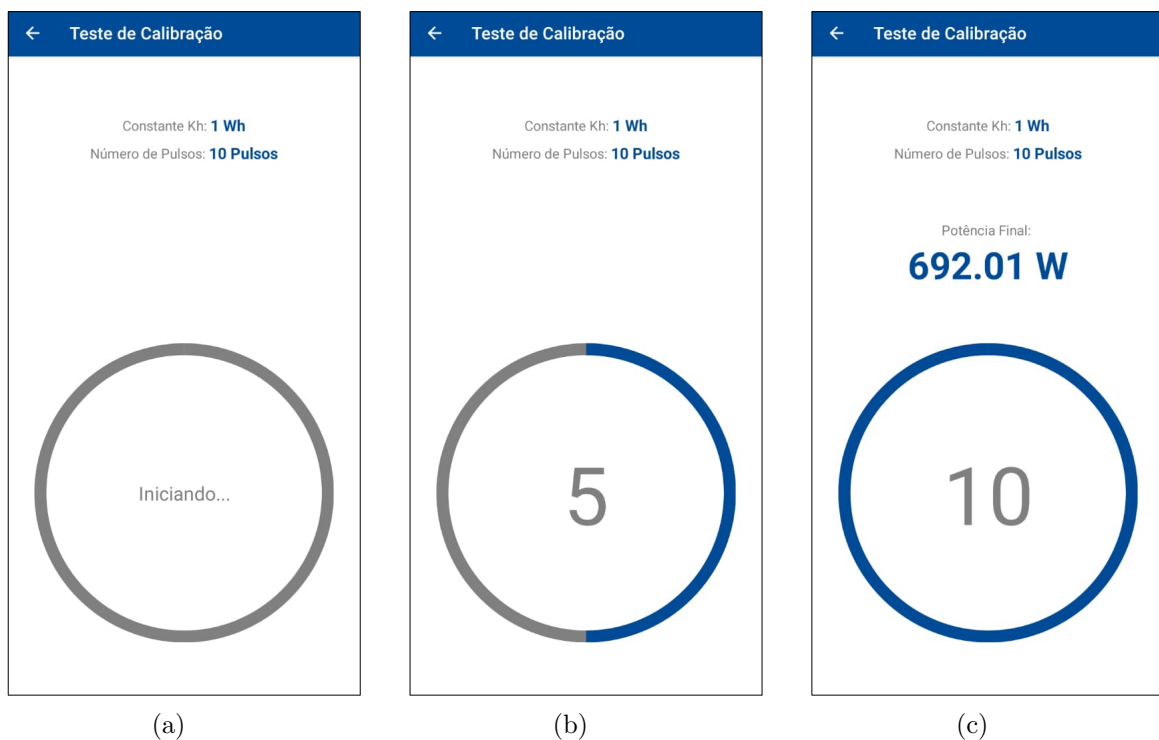 Teste de Calibração
Constante Kh: 1 Wh
Número de Pulsos: 10 Pulsos
Iniciando...
(a)
Teste de Calibração
Constante Kh: 1 Wh
Número de Pulsos: 10 Pulsos
5
(b)
Teste de Calibração
Constante Kh: 1 Wh
Número de Pulsos: 10 Pulsos
Potência Final:
692.01 W
10
(c)